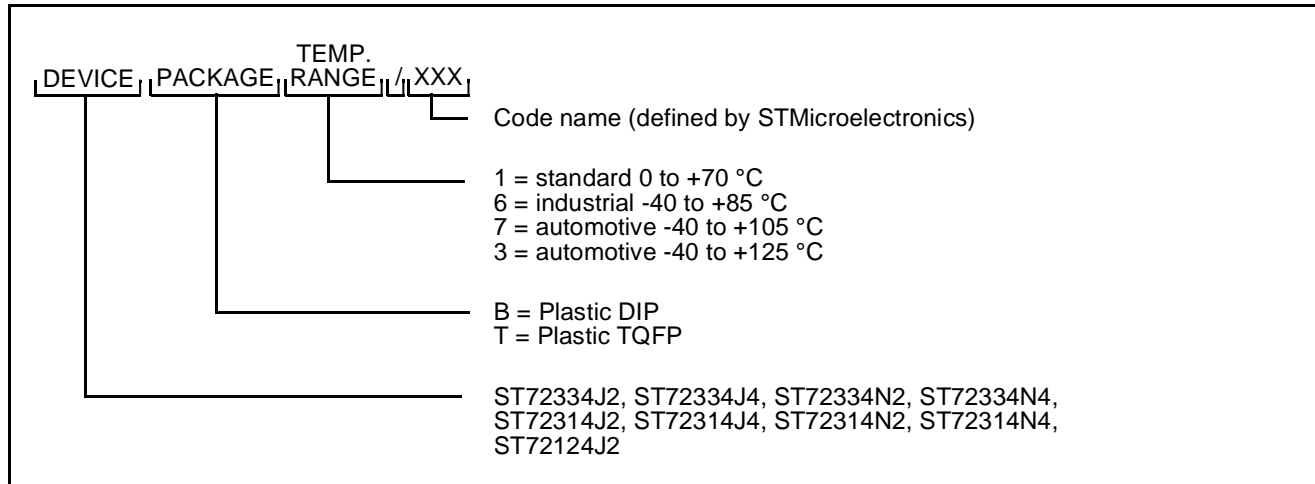 TEMP.
DEVICE PACKAGE RANGE / XXX
Code name (defined by STMicroelectronics)
1 = standard 0 to +70 °C
6 = industrial -40 to +85 °C
7 = automotive -40 to +105 °C
3 = automotive -40 to +125 °C
B = Plastic DIP
T = Plastic TQFP
ST72334J2, ST72334J4, ST72334N2, ST72334N4,
ST72314J2, ST72314J4, ST72314N2, ST72314N4,
ST72124J2